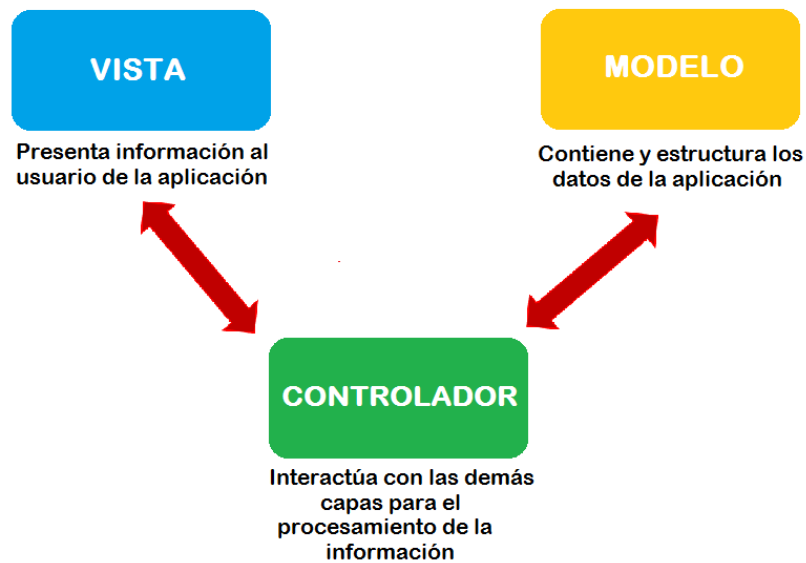 VISTA
Presenta información al
usuario de la aplicación
MODELO
Contiene y estructura los
datos de la aplicación
CONTROLADOR
Interactúa con las demás
capas para el
procesamiento de la
información